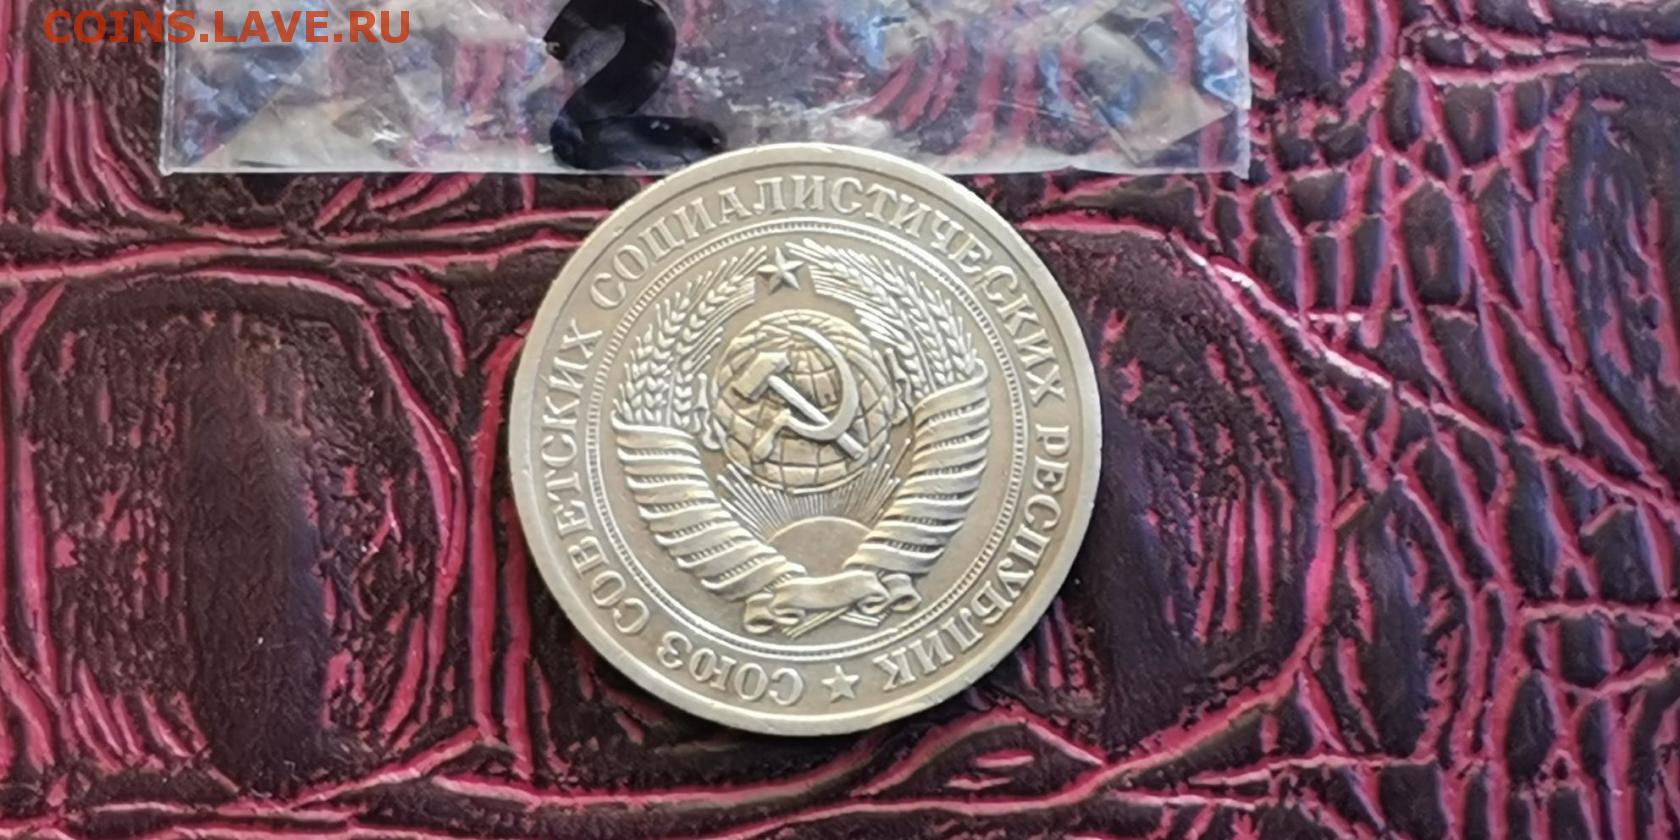 COINS.LAVE.RU
2
СОЮЗ СОВЕТСКИХ СОЦИАЛИСТИЧЕСКИХ РЕСПУБЛИК